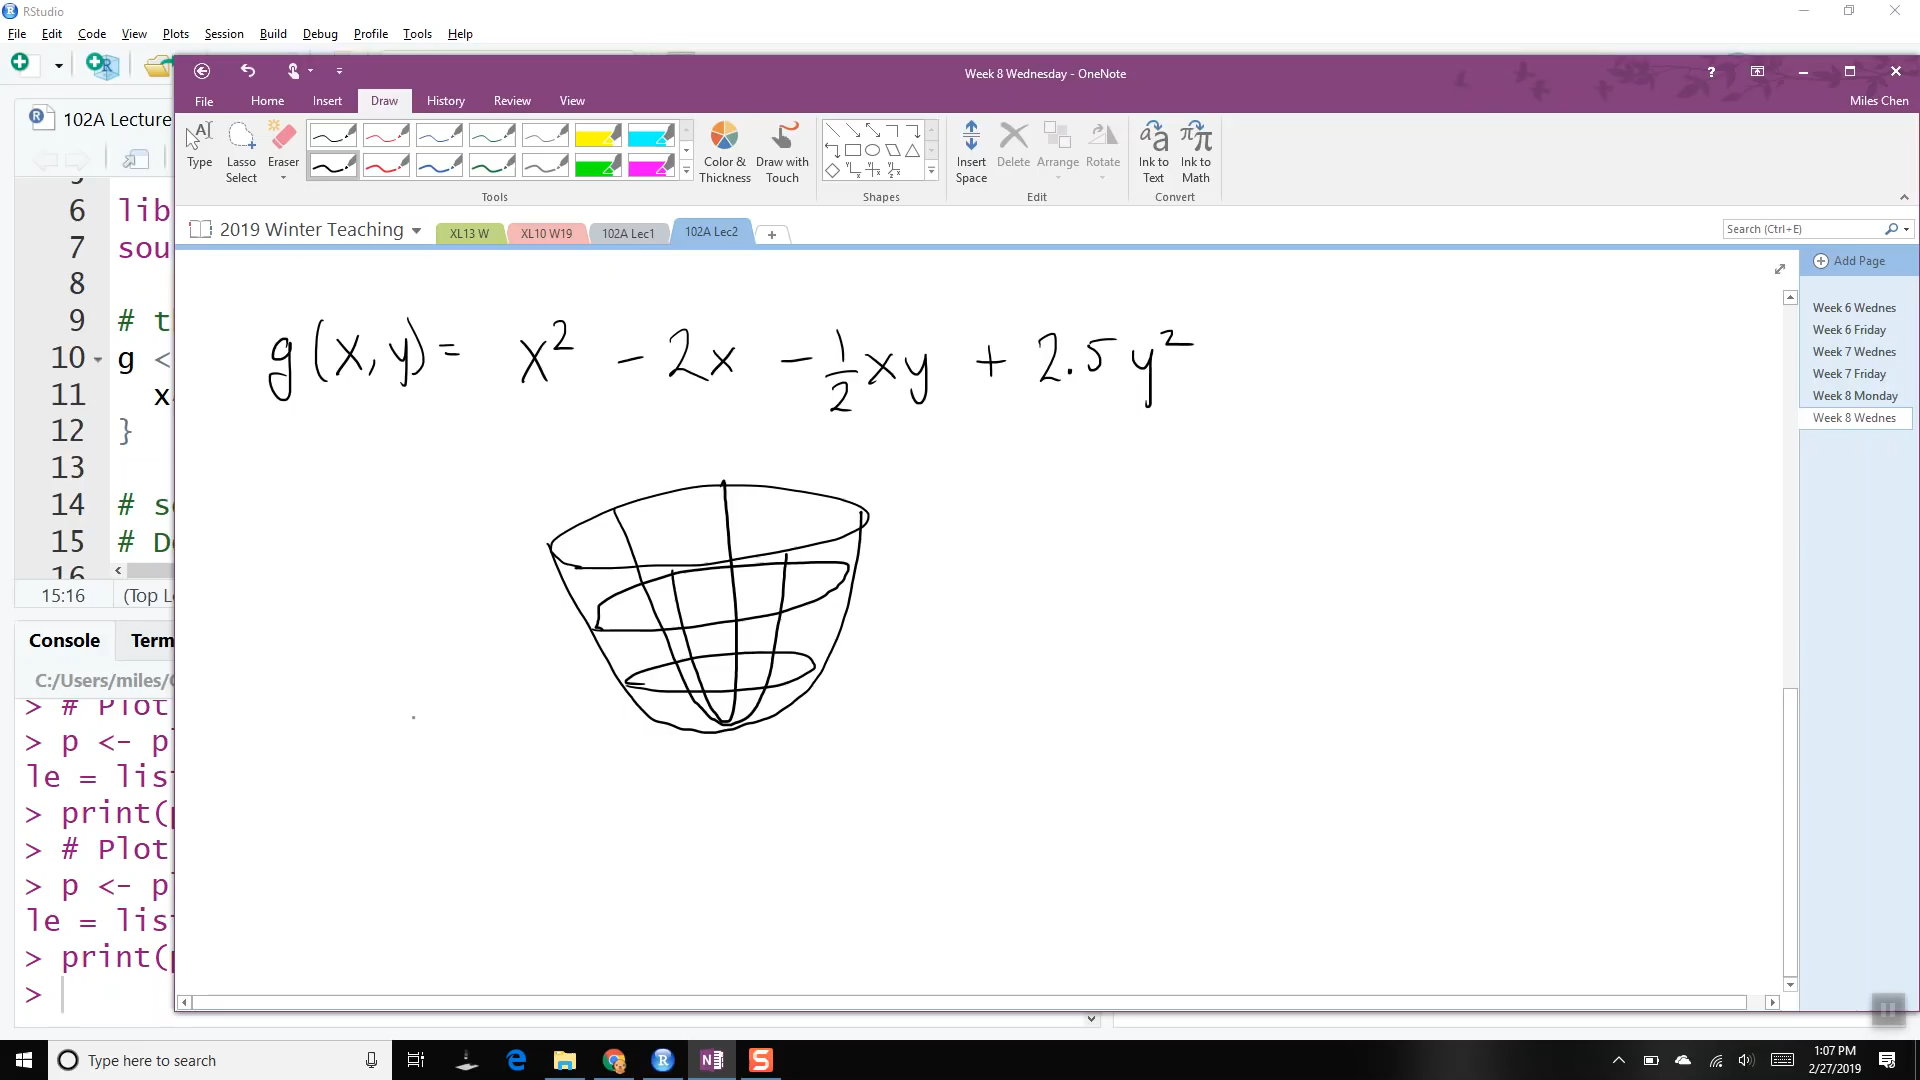 RStudio
File Edit Code View Plots Session Build Debug Profile Tools Help
Week 8 Wednesday - OneNote
Miles Chen
File Home Insert Draw History Review View
Type Lasso Select Eraser Color & Thickness Draw with Touch Insert Space Delete Arrange Rotate Ink to Text Ink to Math
Tools Shapes Edit Convert
2019 Winter Teaching XL13 W XL10 W19 102A Lec1 102A Lec2 Search (Ctrl+E)
Add Page
Week 6 Wednes
Week 6 Friday
Week 7 Wednes
Week 7 Friday
Week 8 Monday
Week 8 Wednes
g(x,y) = x² - 2x - 1/2 xy + 2.5y²
102A Lecture
6 lib
7 sou
8
9 # t
10 g <
11 x
12 }
13
14 # s
15 # D
16
15:16 (Top L
Console Term
C:/Users/miles/
> # Plot
> p <- p
le = lis
> print(
> # Plot
> p <- p
le = lis
> print(
>
Type here to search
1:07 PM
2/27/2019